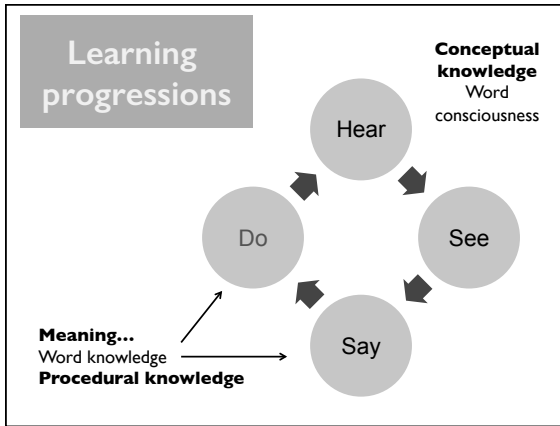 Learning
progressions
Conceptual
knowledge
Word
consciousness
Hear
See
Say
Do
Meaning...
Word knowledge
Procedural knowledge